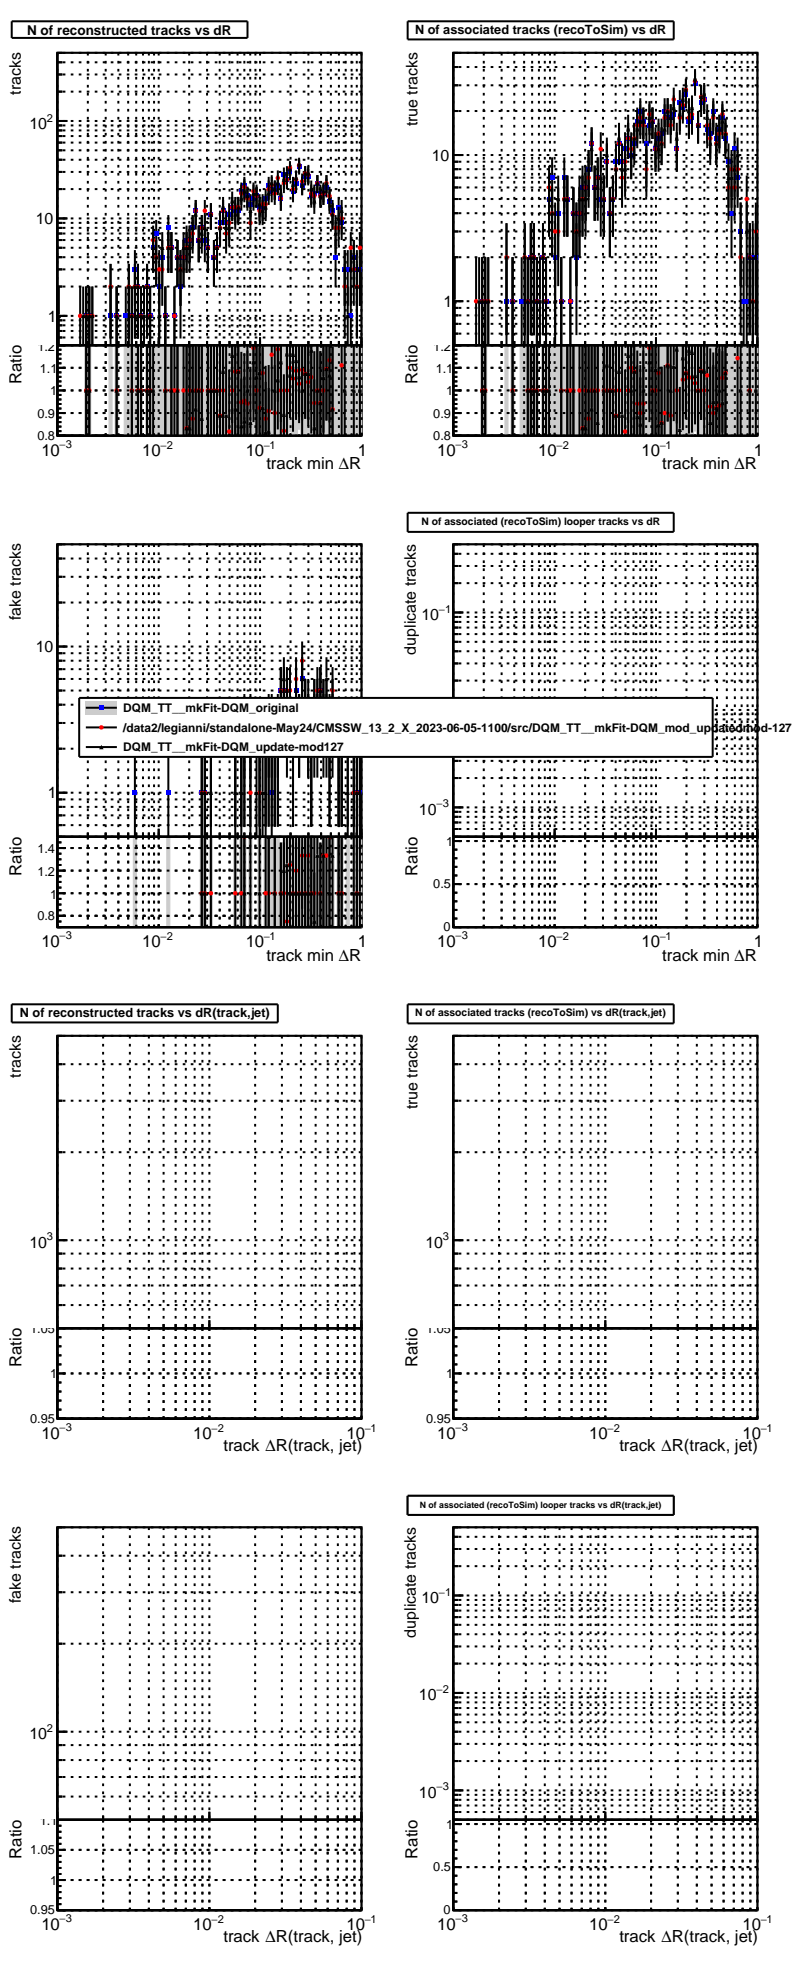 N of reconstructed tracks vs dR
tracks
10²
10
1
Ratio
1.2
1.1
1
0.9
0.8
10⁻³
10⁻²
10⁻¹
1
track min ΔR
N of associated tracks (recoToSim) vs dR
true tracks
10
1
Ratio
1.2
1.1
1
0.9
0.8
10⁻³
10⁻²
10⁻¹
1
track min ΔR
fake tracks
10
1
Ratio
1.4
1.2
1
0.8
10⁻³
10⁻²
10⁻¹
1
track min ΔR
N of associated (recoToSim) looper tracks vs dR
duplicate tracks
10⁻¹
10⁻³
Ratio
1
0.5
0
10⁻³
10⁻²
10⁻¹
1
track min ΔR
DQM_TT__mkFit-DQM_original
/data2/legianni/standalone-May24/CMSSW_13_2_X_2023-06-05-1100/src/DQM_TT__mkFit-DQM_mod_updatedmod-127
DQM_TT__mkFit-DQM_update-mod127
N of reconstructed tracks vs dR(track,jet)
tracks
10³
Ratio
1.05
1
0.95
10⁻³
10⁻²
10⁻¹
track ΔR(track, jet)
N of associated tracks (recoToSim) vs dR(track,jet)
true tracks
10³
Ratio
1.05
1
0.95
10⁻³
10⁻²
10⁻¹
track ΔR(track, jet)
fake tracks
10²
Ratio
1.1
1.05
1
0.95
10⁻³
10⁻²
10⁻¹
track ΔR(track, jet)
N of associated (recoToSim) looper tracks vs dR(track,jet)
duplicate tracks
10⁻¹
10⁻²
10⁻³
Ratio
1
0.5
0
10⁻³
10⁻²
10⁻¹
track ΔR(track, jet)